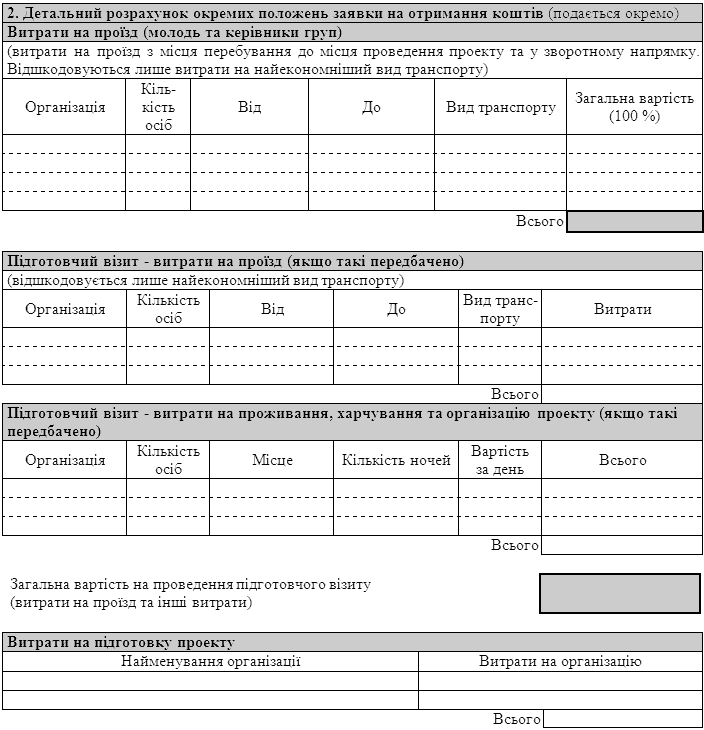 2. Детальний розрахунок окремих положень заявки на отримання коштів (подається окремо)
Витрати на проїзд (молодь та керівники груп)
(витрати на проїзд з місця перебування до місця проведення проекту та у зворотному напрямку.
Відшкодовуються лише витрати на найекономніший вид транспорту)
Організація Кіль-кість осіб Від До Вид транспорту Загальна вартість (100 %)
Всього
Підготовчий візит - витрати на проїзд (якщо такі передбачено)
(відшкодовується лише найекономніший вид транспорту)
Організація Кількість осіб Від До Вид транс-порту Витрати
Всього
Підготовчий візит - витрати на проживання, харчування та організацію проекту (якщо такі
передбачено)
Організація Кількість осіб Місце Кількість ночей Вартість за день Всього
Всього
Загальна вартість на проведення підготовчого візиту
(витрати на проїзд та інші витрати)
Витрати на підготовку проекту
Найменування організації Витрати на організацію
Всього